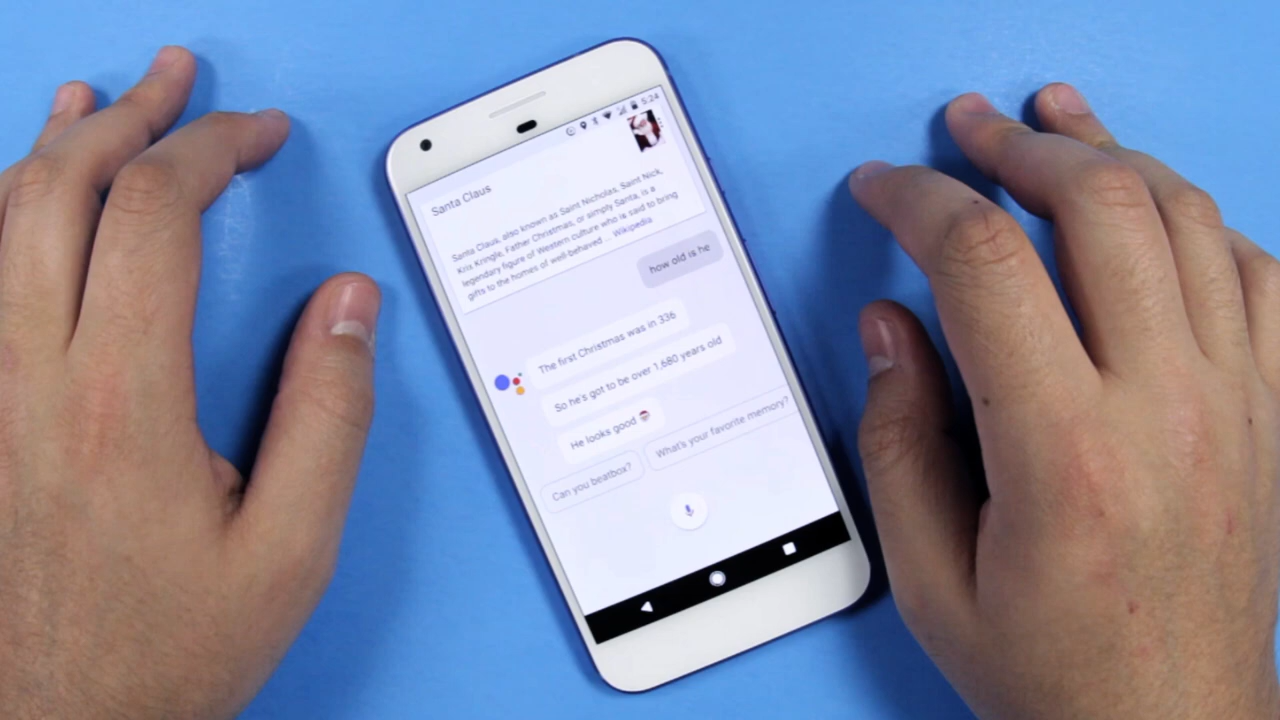 5:24
Santa Claus
Santa Claus, also known as Saint Nicholas, Saint Nick,
Kris Kringle, Father Christmas, or simply Santa, is a
legendary figure of Western culture who is said to bring
gifts to the homes of well-behaved ... Wikipedia
how old is he
The first Christmas was in 336
So he's got to be over 1,680 years old
He looks good 🎅
Can you beatbox?
What's your favorite memory?